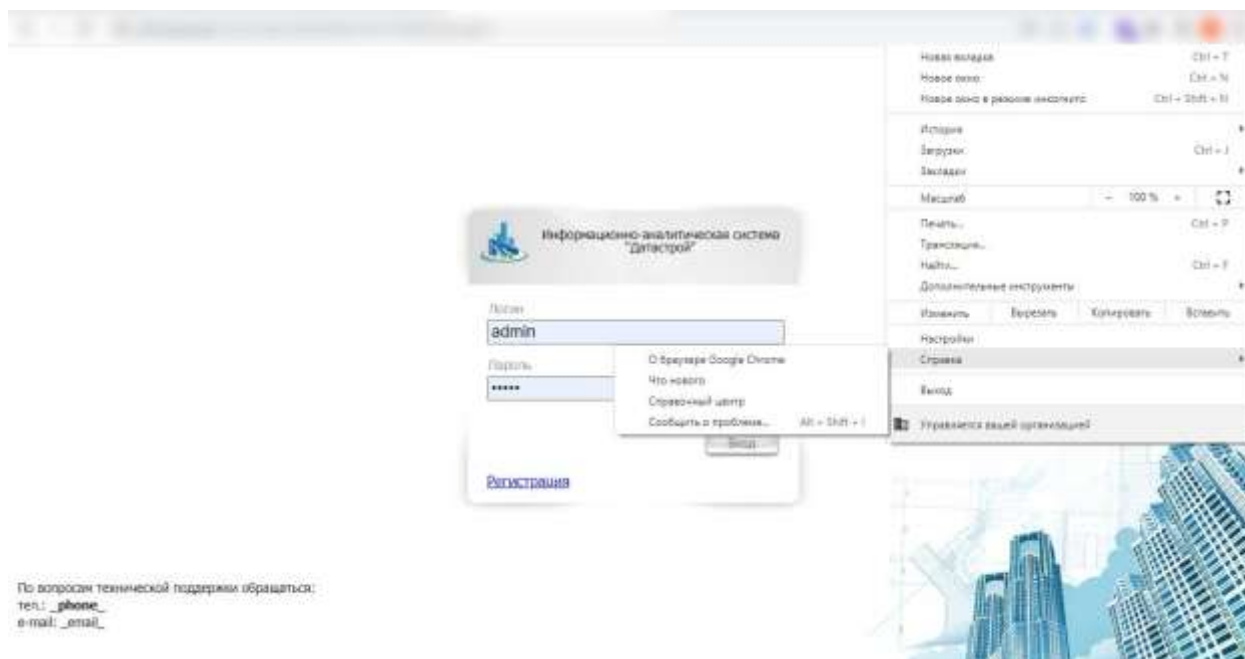 Новая вкладка Ctrl + T
Новое окно Ctrl + N
Новое окно в режиме инкогнито Ctrl + Shift + N
История
Загрузки Ctrl + J
Закладки
Масштаб - 100 % +
Печать... Ctrl + P
Трансляция...
Найти... Ctrl + F
Дополнительные инструменты
Изменить Вырезать Копировать Вставить
Настройки
Справка
Выход
Управляется вашей организацией
О браузере Google Chrome
Что нового
Справочный центр
Сообщить о проблеме... Alt + Shift + I
Информационно-аналитическая система
"Датастрой"
Логин
admin
Пароль
•••••
Вход
Регистрация
По вопросам технической поддержки обращаться:
тел.: _phone_
e-mail: _email_